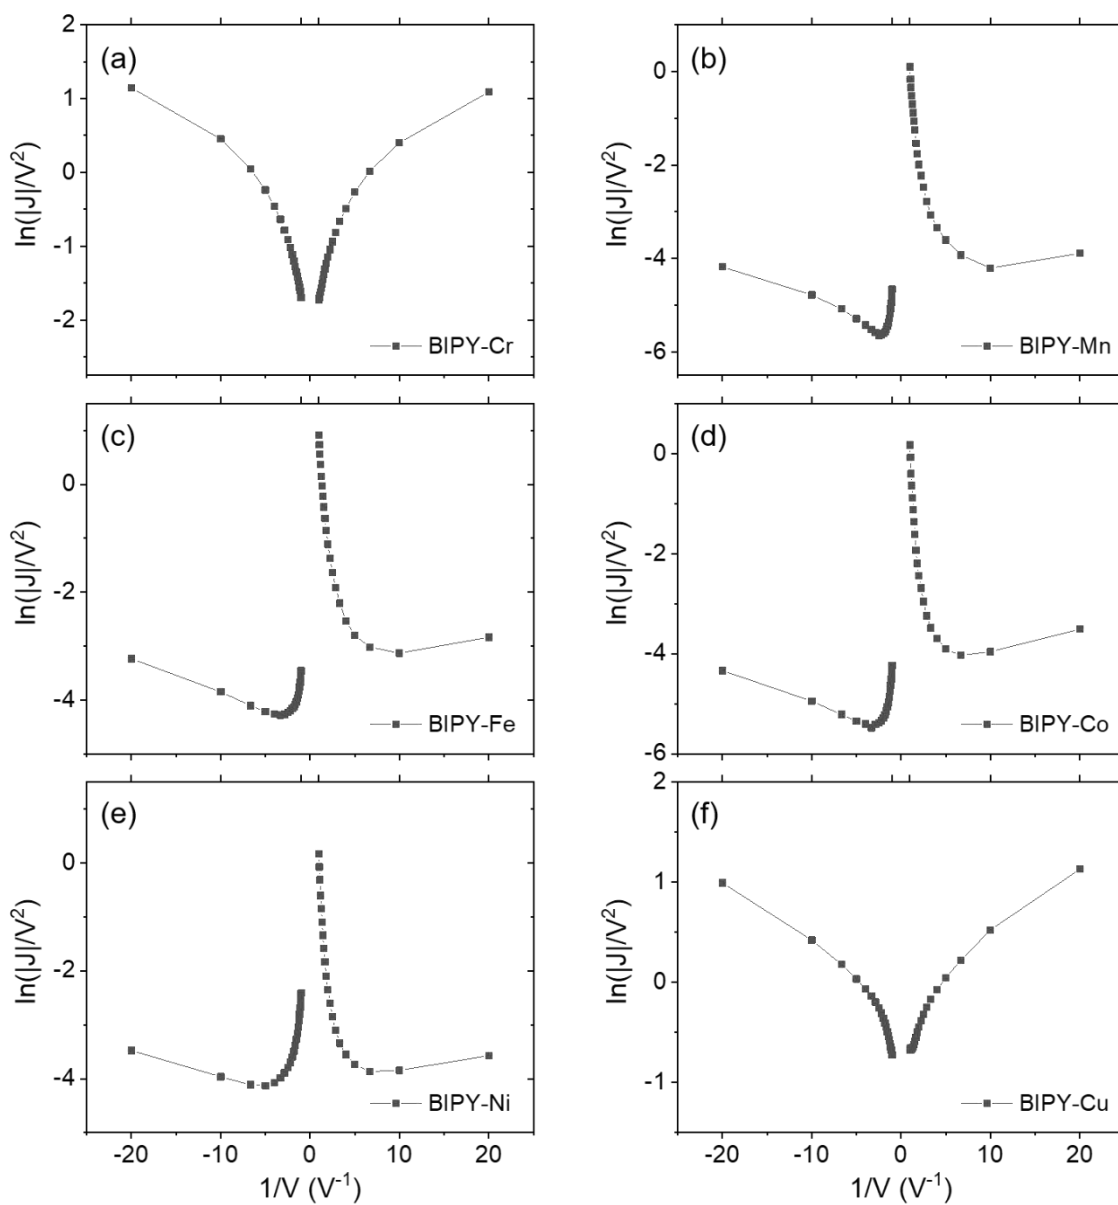 (a)
2
1
0
-1
-2
ln(|J|/V²)
BIPY-Cr
(b)
0
-2
-4
-6
ln(|J|/V²)
BIPY-Mn
(c)
0
-2
-4
ln(|J|/V²)
BIPY-Fe
(d)
0
-2
-4
-6
ln(|J|/V²)
BIPY-Co
(e)
0
-2
-4
ln(|J|/V²)
BIPY-Ni
-20 -10 0 10 20
1/V (V⁻¹)
(f)
2
1
0
-1
ln(|J|/V²)
BIPY-Cu
-20 -10 0 10 20
1/V (V⁻¹)